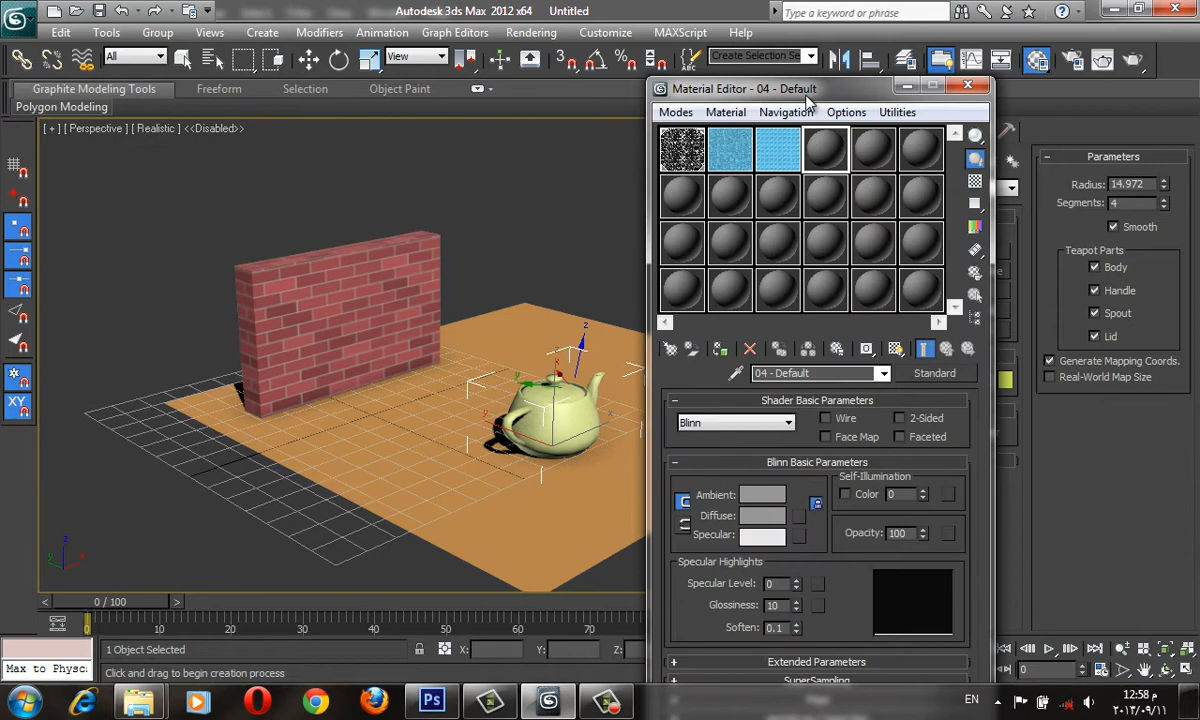 Autodesk 3ds Max 2012 x64    Untitled
Type a keyword or phrase
Edit Tools Group Views Create Modifiers Animation Graph Editors Rendering Customize MAXScript Help
All
View
Create Selection Se
Graphite Modeling Tools Freeform Selection Object Paint
Polygon Modeling
[ + ] [ Perspective ] [ Realistic ] <<Disabled>>
Material Editor - 04 - Default
Modes Material Navigation Options Utilities
04 - Default
Standard
Shader Basic Parameters
Blinn
Wire
2-Sided
Face Map
Faceted
Blinn Basic Parameters
Self-Illumination
Ambient:
Color 0
Diffuse:
Specular:
Opacity: 100
Specular Highlights
Specular Level: 0
Glossiness: 10
Soften: 0.1
Extended Parameters
SuperSampling
Parameters
Radius: 14.972
Segments: 4
Smooth
Teapot Parts
Body
Handle
Spout
Lid
Generate Mapping Coords.
Real-World Map Size
z
x
y
z
x
y
x
z
y
x
< 0 / 100 >
0 10 20 30 40 50 60 70
1 Object Selected
X:
Y:
Z:
Max to Physc
Click and drag to begin creation process
0
EN
12:58 م
٢٠١٣/٠٩/١١